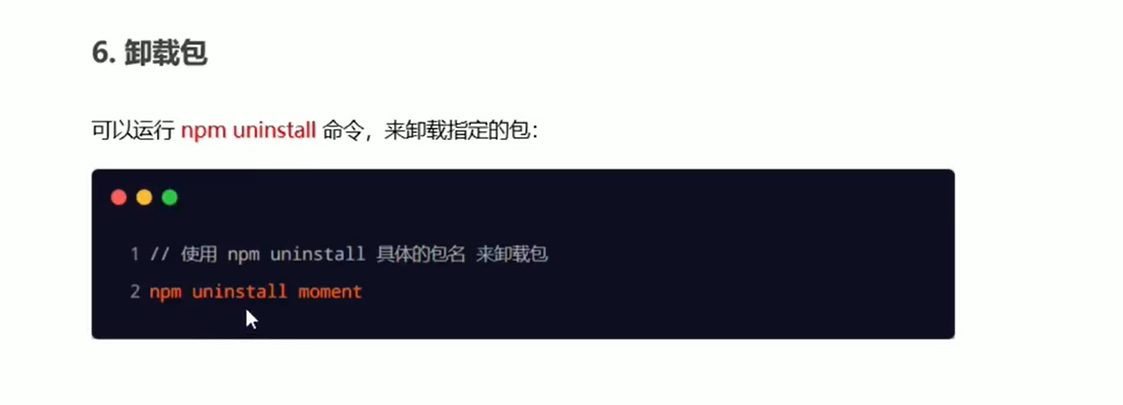 6. 卸载包
可以运行 npm uninstall 命令，来卸载指定的包：
1 // 使用 npm uninstall 具体的包名 来卸载包
2 npm uninstall moment